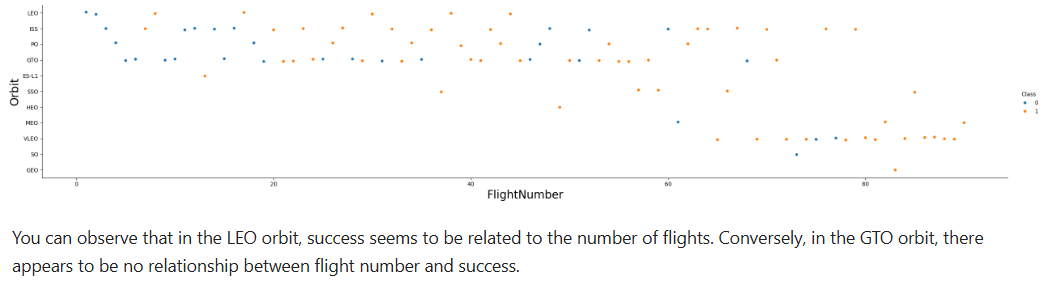 LEO
ISS
PO
GTO
ES-L1
SSO
HEO
MEO
VLEO
SO
GEO
Orbit
0 20 40 60 80
FlightNumber
Class
0
1
You can observe that in the LEO orbit, success seems to be related to the number of flights. Conversely, in the GTO orbit, there
appears to be no relationship between flight number and success.